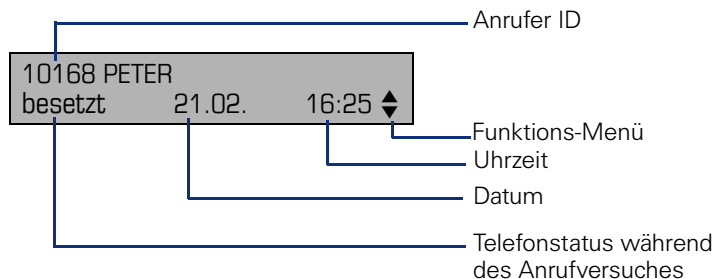 Anrufer ID
10168 PETER
besetzt 21.02. 16:25
Funktions-Menü
Uhrzeit
Datum
Telefonstatus während
des Anrufversuches